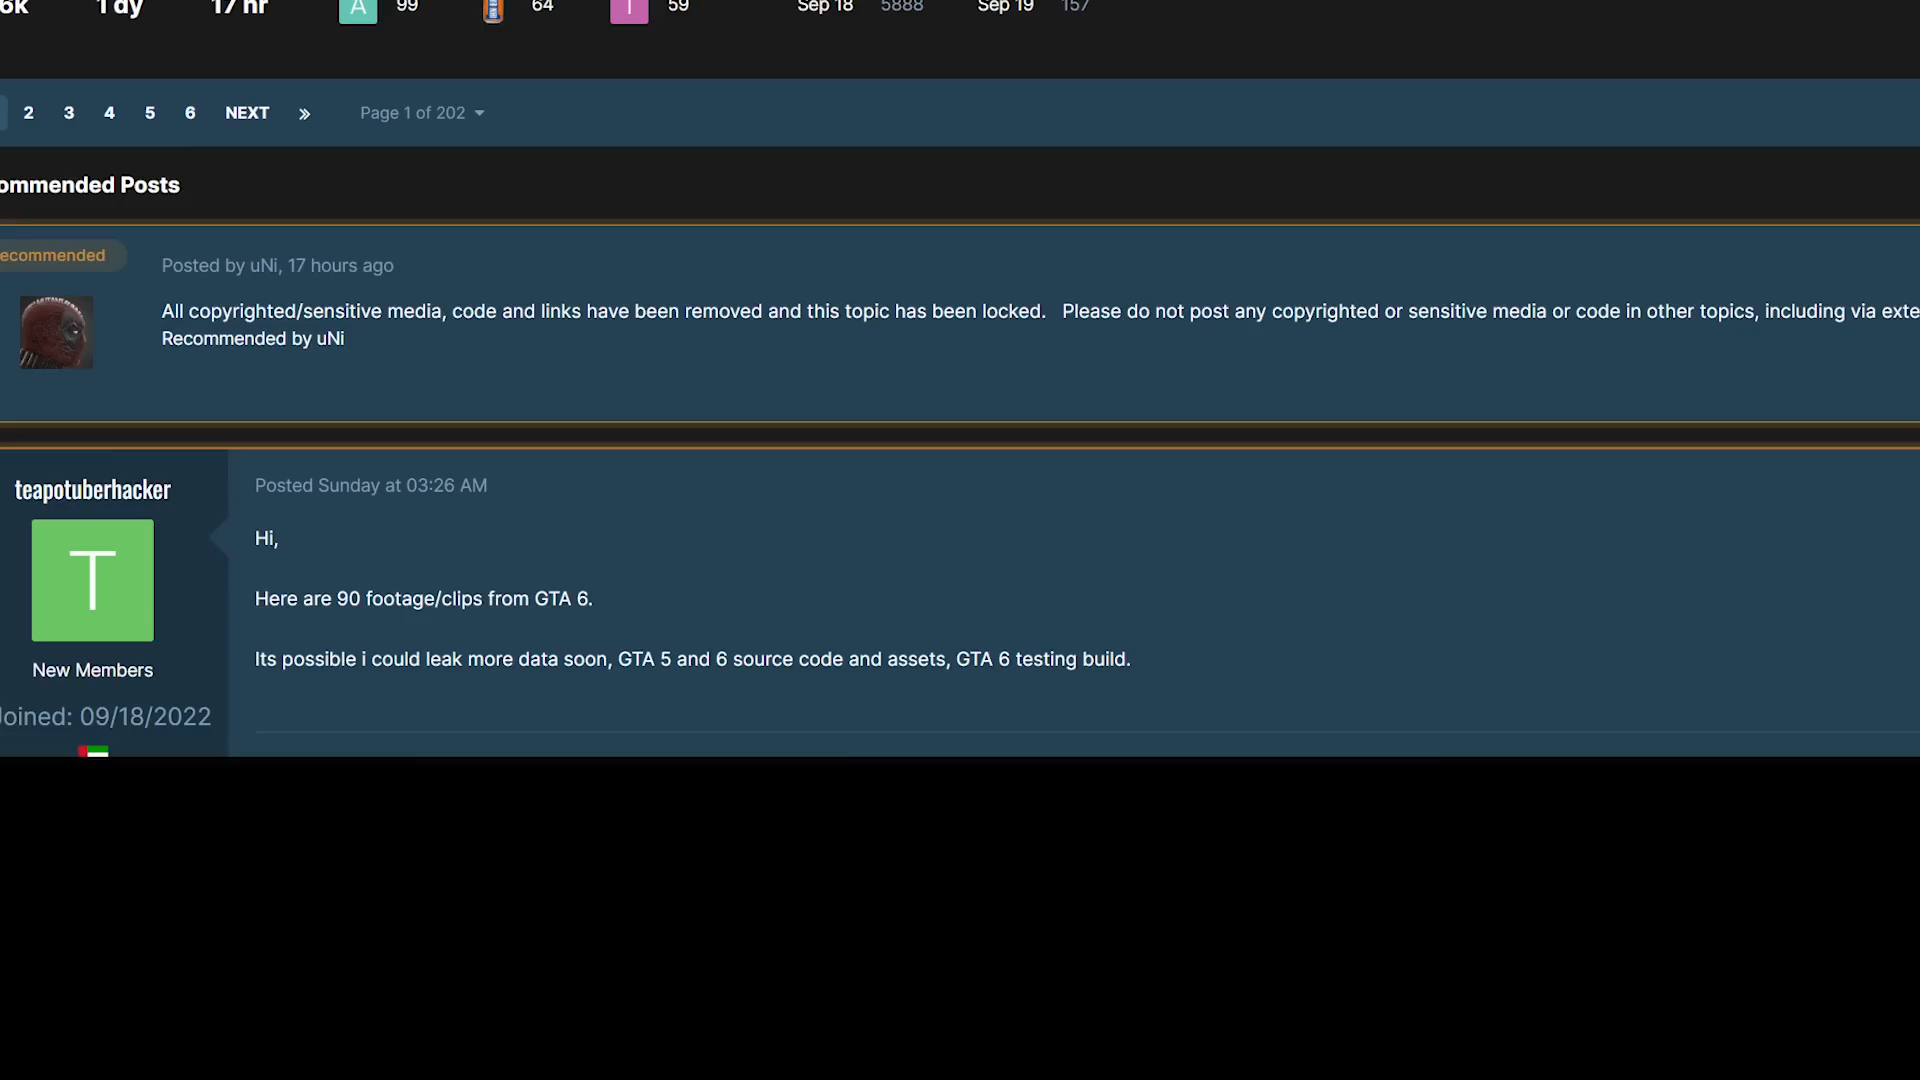 6k 1 dy 17 hr A 99 64 T 59 Sep 18 5888 Sep 19 157
2 3 4 5 6 NEXT » Page 1 of 202
ommended Posts
ecommended
Posted by uNi, 17 hours ago
All copyrighted/sensitive media, code and links have been removed and this topic has been locked. Please do not post any copyrighted or sensitive media or code in other topics, including via exte
Recommended by uNi
teapotuberhacker
Posted Sunday at 03:26 AM
T
Hi,
Here are 90 footage/clips from GTA 6.
Its possible i could leak more data soon, GTA 5 and 6 source code and assets, GTA 6 testing build.
New Members
Joined: 09/18/2022